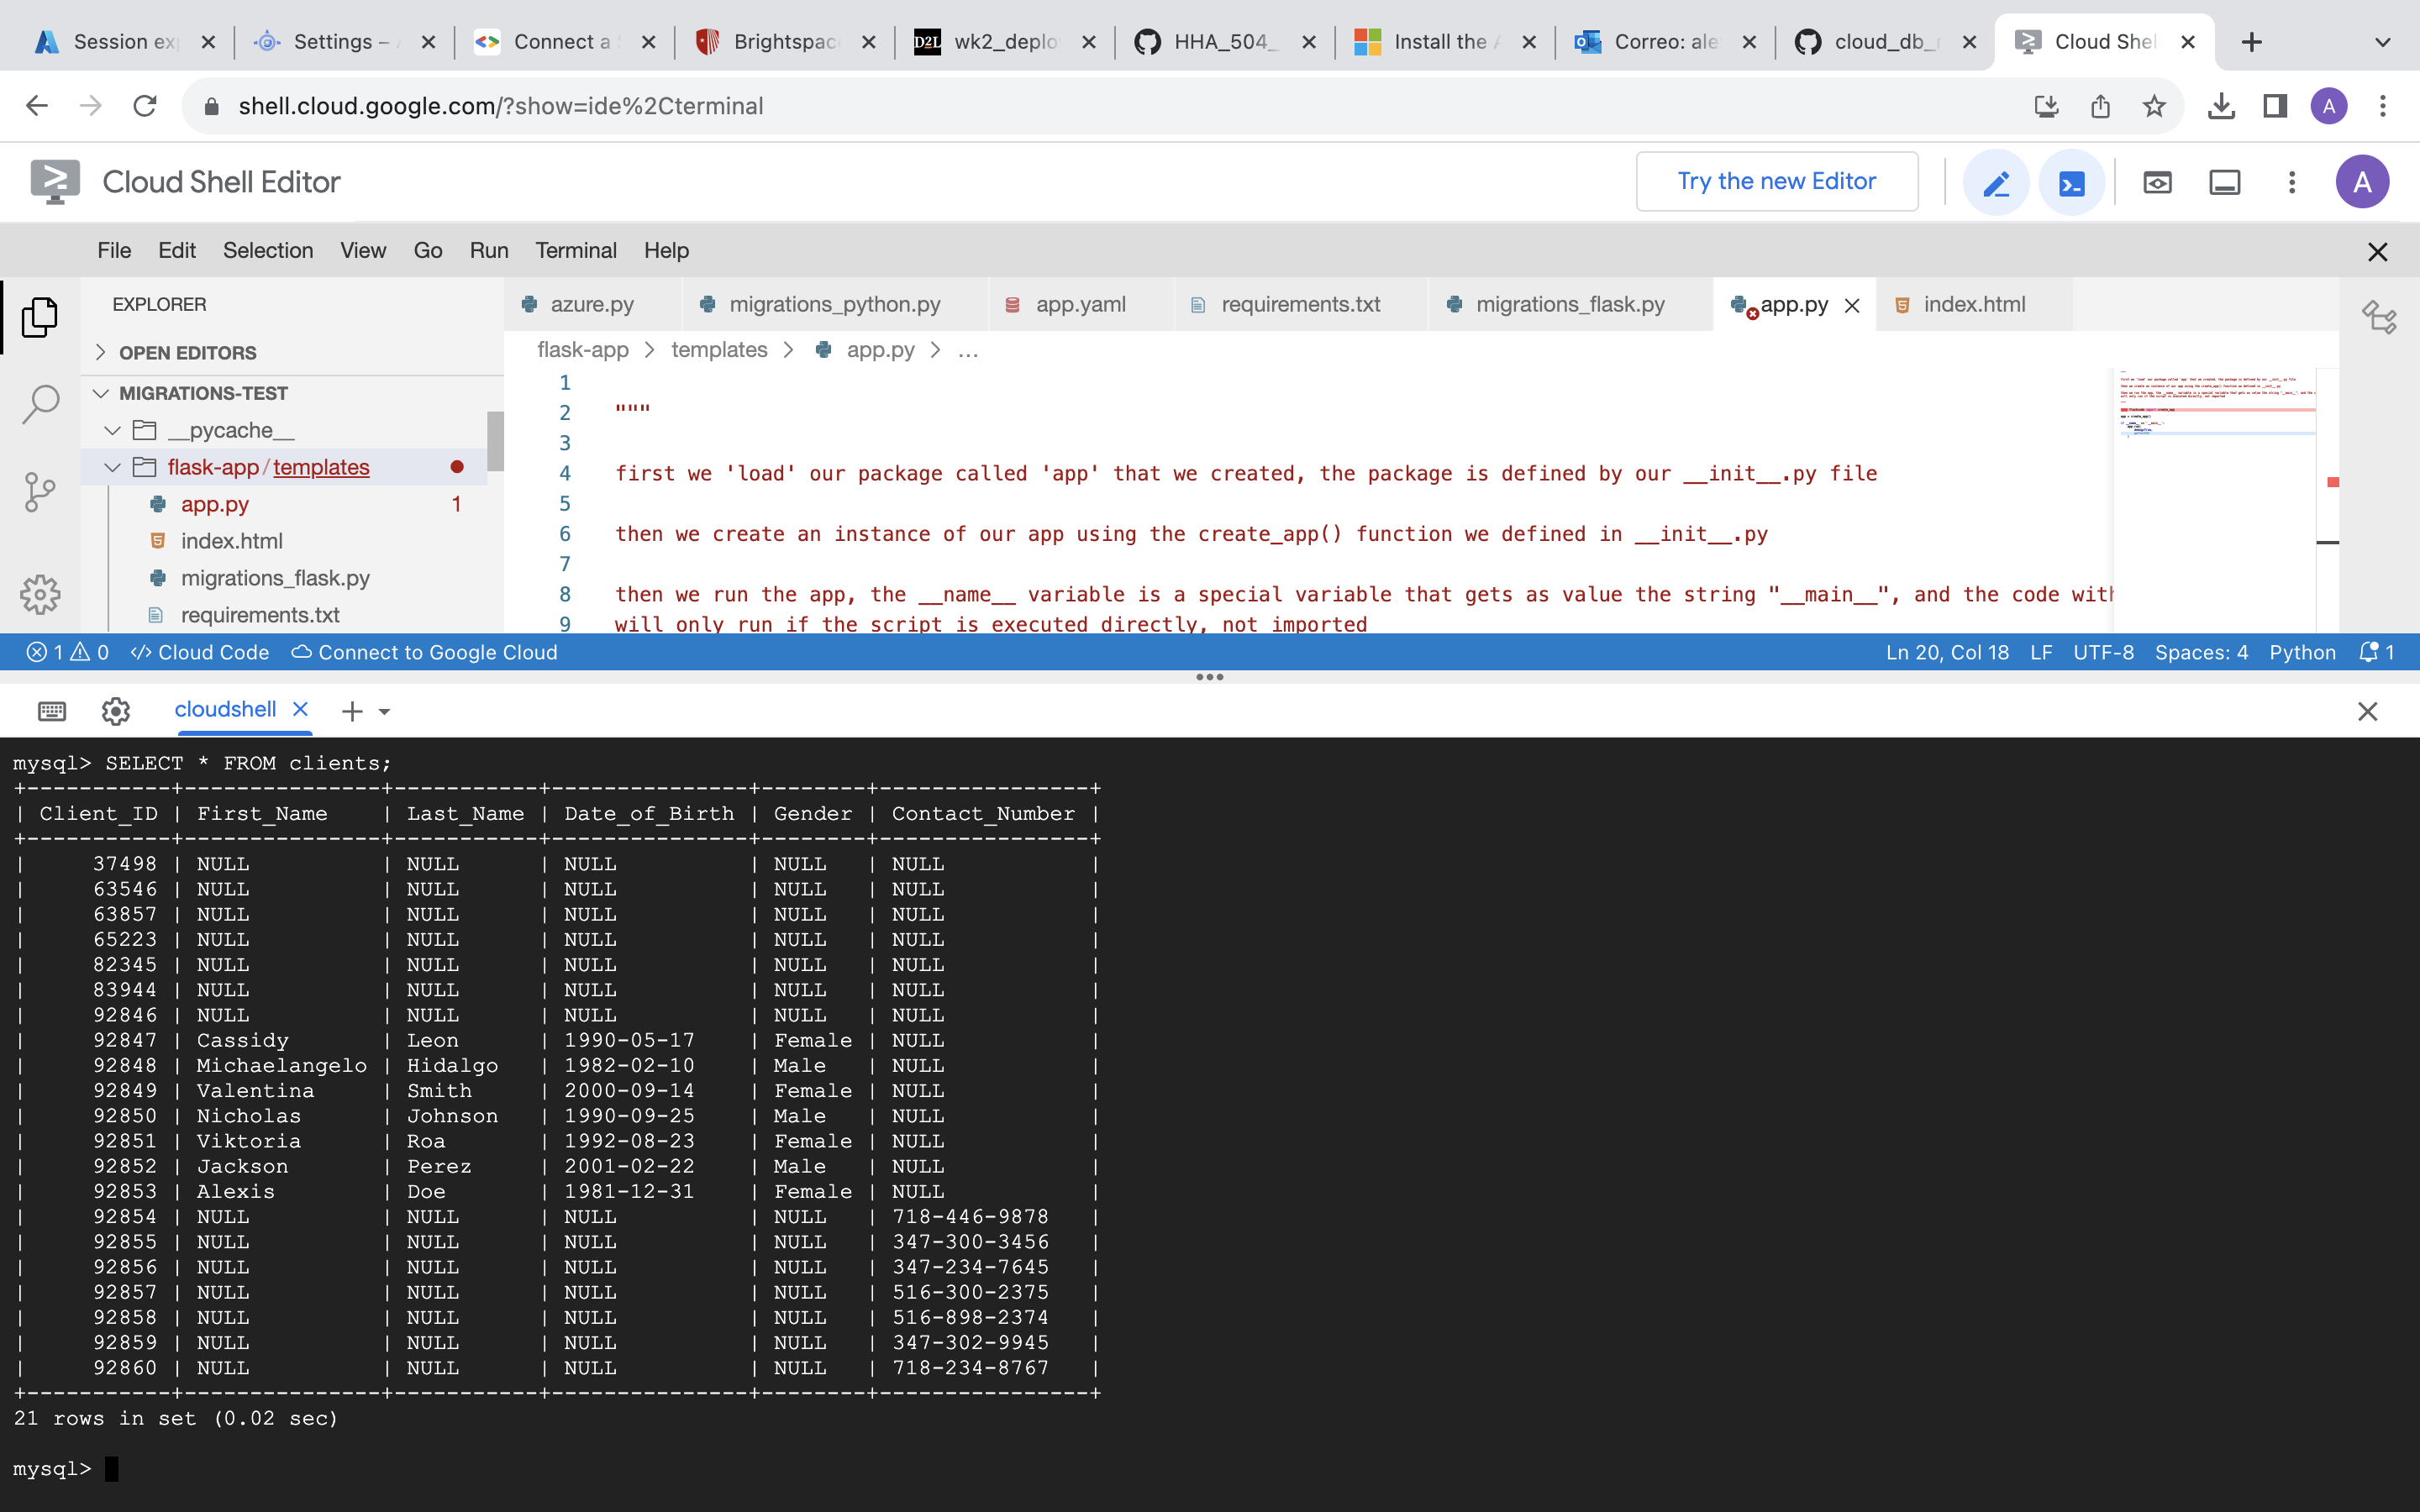 Session ex
Settings –
Connect a
Brightspac
D2L wk2_deplo
HHA_504_
Install the
Correo: ale
cloud_db_
Cloud Shel
shell.cloud.google.com/?show=ide%2Cterminal
A
Cloud Shell Editor
Try the new Editor
A
File Edit Selection View Go Run Terminal Help
EXPLORER
azure.py migrations_python.py app.yaml requirements.txt migrations_flask.py app.py index.html
OPEN EDITORS
flask-app > templates > app.py > ...
MIGRATIONS-TEST
__pycache__
flask-app/templates
app.py 1
index.html
migrations_flask.py
requirements.txt
1
2 """
3
4 first we 'load' our package called 'app' that we created, the package is defined by our __init__.py file
5
6 then we create an instance of our app using the create_app() function we defined in __init__.py
7
8 then we run the app, the __name__ variable is a special variable that gets as value the string "__main__", and the code with
9 will only run if the script is executed directly, not imported
1 0 </> Cloud Code Connect to Google Cloud Ln 20, Col 18 LF UTF-8 Spaces: 4 Python 1
cloudshell
mysql> SELECT * FROM clients;
+-----------+---------------+-----------+---------------+--------+----------------+
| Client_ID | First_Name | Last_Name | Date_of_Birth | Gender | Contact_Number |
+-----------+---------------+-----------+---------------+--------+----------------+
| 37498 | NULL | NULL | NULL | NULL | NULL |
| 63546 | NULL | NULL | NULL | NULL | NULL |
| 63857 | NULL | NULL | NULL | NULL | NULL |
| 65223 | NULL | NULL | NULL | NULL | NULL |
| 82345 | NULL | NULL | NULL | NULL | NULL |
| 83944 | NULL | NULL | NULL | NULL | NULL |
| 92846 | NULL | NULL | NULL | NULL | NULL |
| 92847 | Cassidy | Leon | 1990-05-17 | Female | NULL |
| 92848 | Michaelangelo | Hidalgo | 1982-02-10 | Male | NULL |
| 92849 | Valentina | Smith | 2000-09-14 | Female | NULL |
| 92850 | Nicholas | Johnson | 1990-09-25 | Male | NULL |
| 92851 | Viktoria | Roa | 1992-08-23 | Female | NULL |
| 92852 | Jackson | Perez | 2001-02-22 | Male | NULL |
| 92853 | Alexis | Doe | 1981-12-31 | Female | NULL |
| 92854 | NULL | NULL | NULL | NULL | 718-446-9878 |
| 92855 | NULL | NULL | NULL | NULL | 347-300-3456 |
| 92856 | NULL | NULL | NULL | NULL | 347-234-7645 |
| 92857 | NULL | NULL | NULL | NULL | 516-300-2375 |
| 92858 | NULL | NULL | NULL | NULL | 516-898-2374 |
| 92859 | NULL | NULL | NULL | NULL | 347-302-9945 |
| 92860 | NULL | NULL | NULL | NULL | 718-234-8767 |
+-----------+---------------+-----------+---------------+--------+----------------+
21 rows in set (0.02 sec)
mysql>